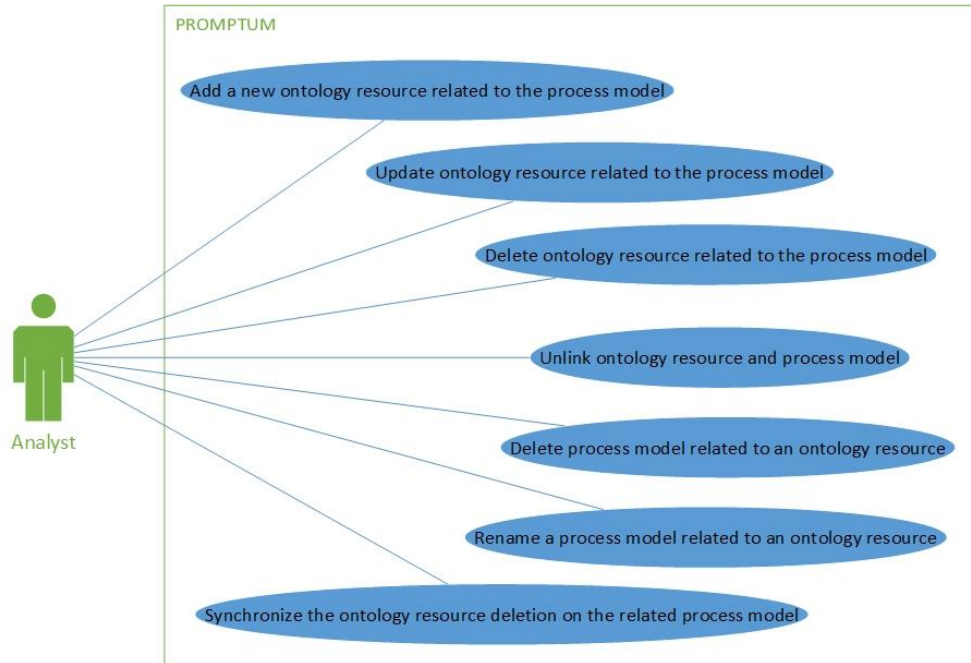 PROMPTUM
Add a new ontology resource related to the process model
Update ontology resource related to the process model
Delete ontology resource related to the process model
Unlink ontology resource and process model
Analyst
Delete process model related to an ontology resource
Rename a process model related to an ontology resource
Synchronize the ontology resource deletion on the related process model